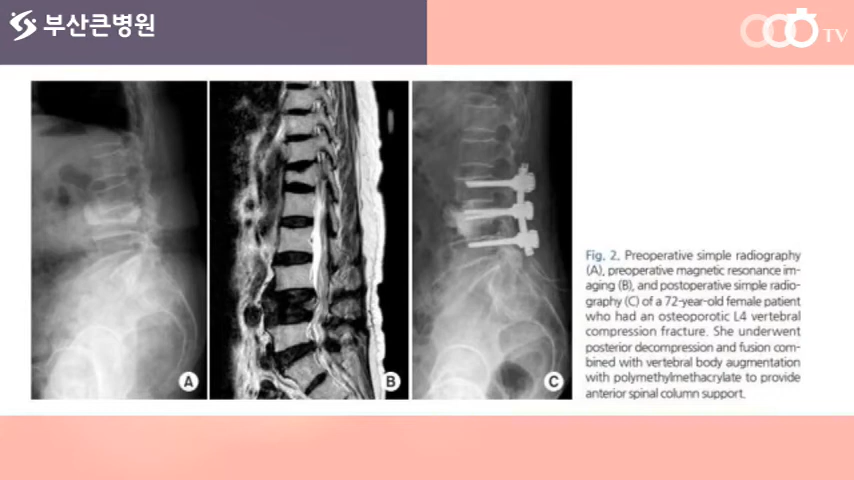 부산큰병원
TV
A
B
C
Fig. 2. Preoperative simple radiography
(A), preoperative magnetic resonance im-
aging (B), and postoperative simple radio-
graphy (C) of a 72-year-old female patient
who had an osteoporotic L4 vertebral
compression fracture. She underwent
posterior decompression and fusion com-
bined with vertebral body augmentation
with polymethylmethacrylate to provide
anterior spinal column support.